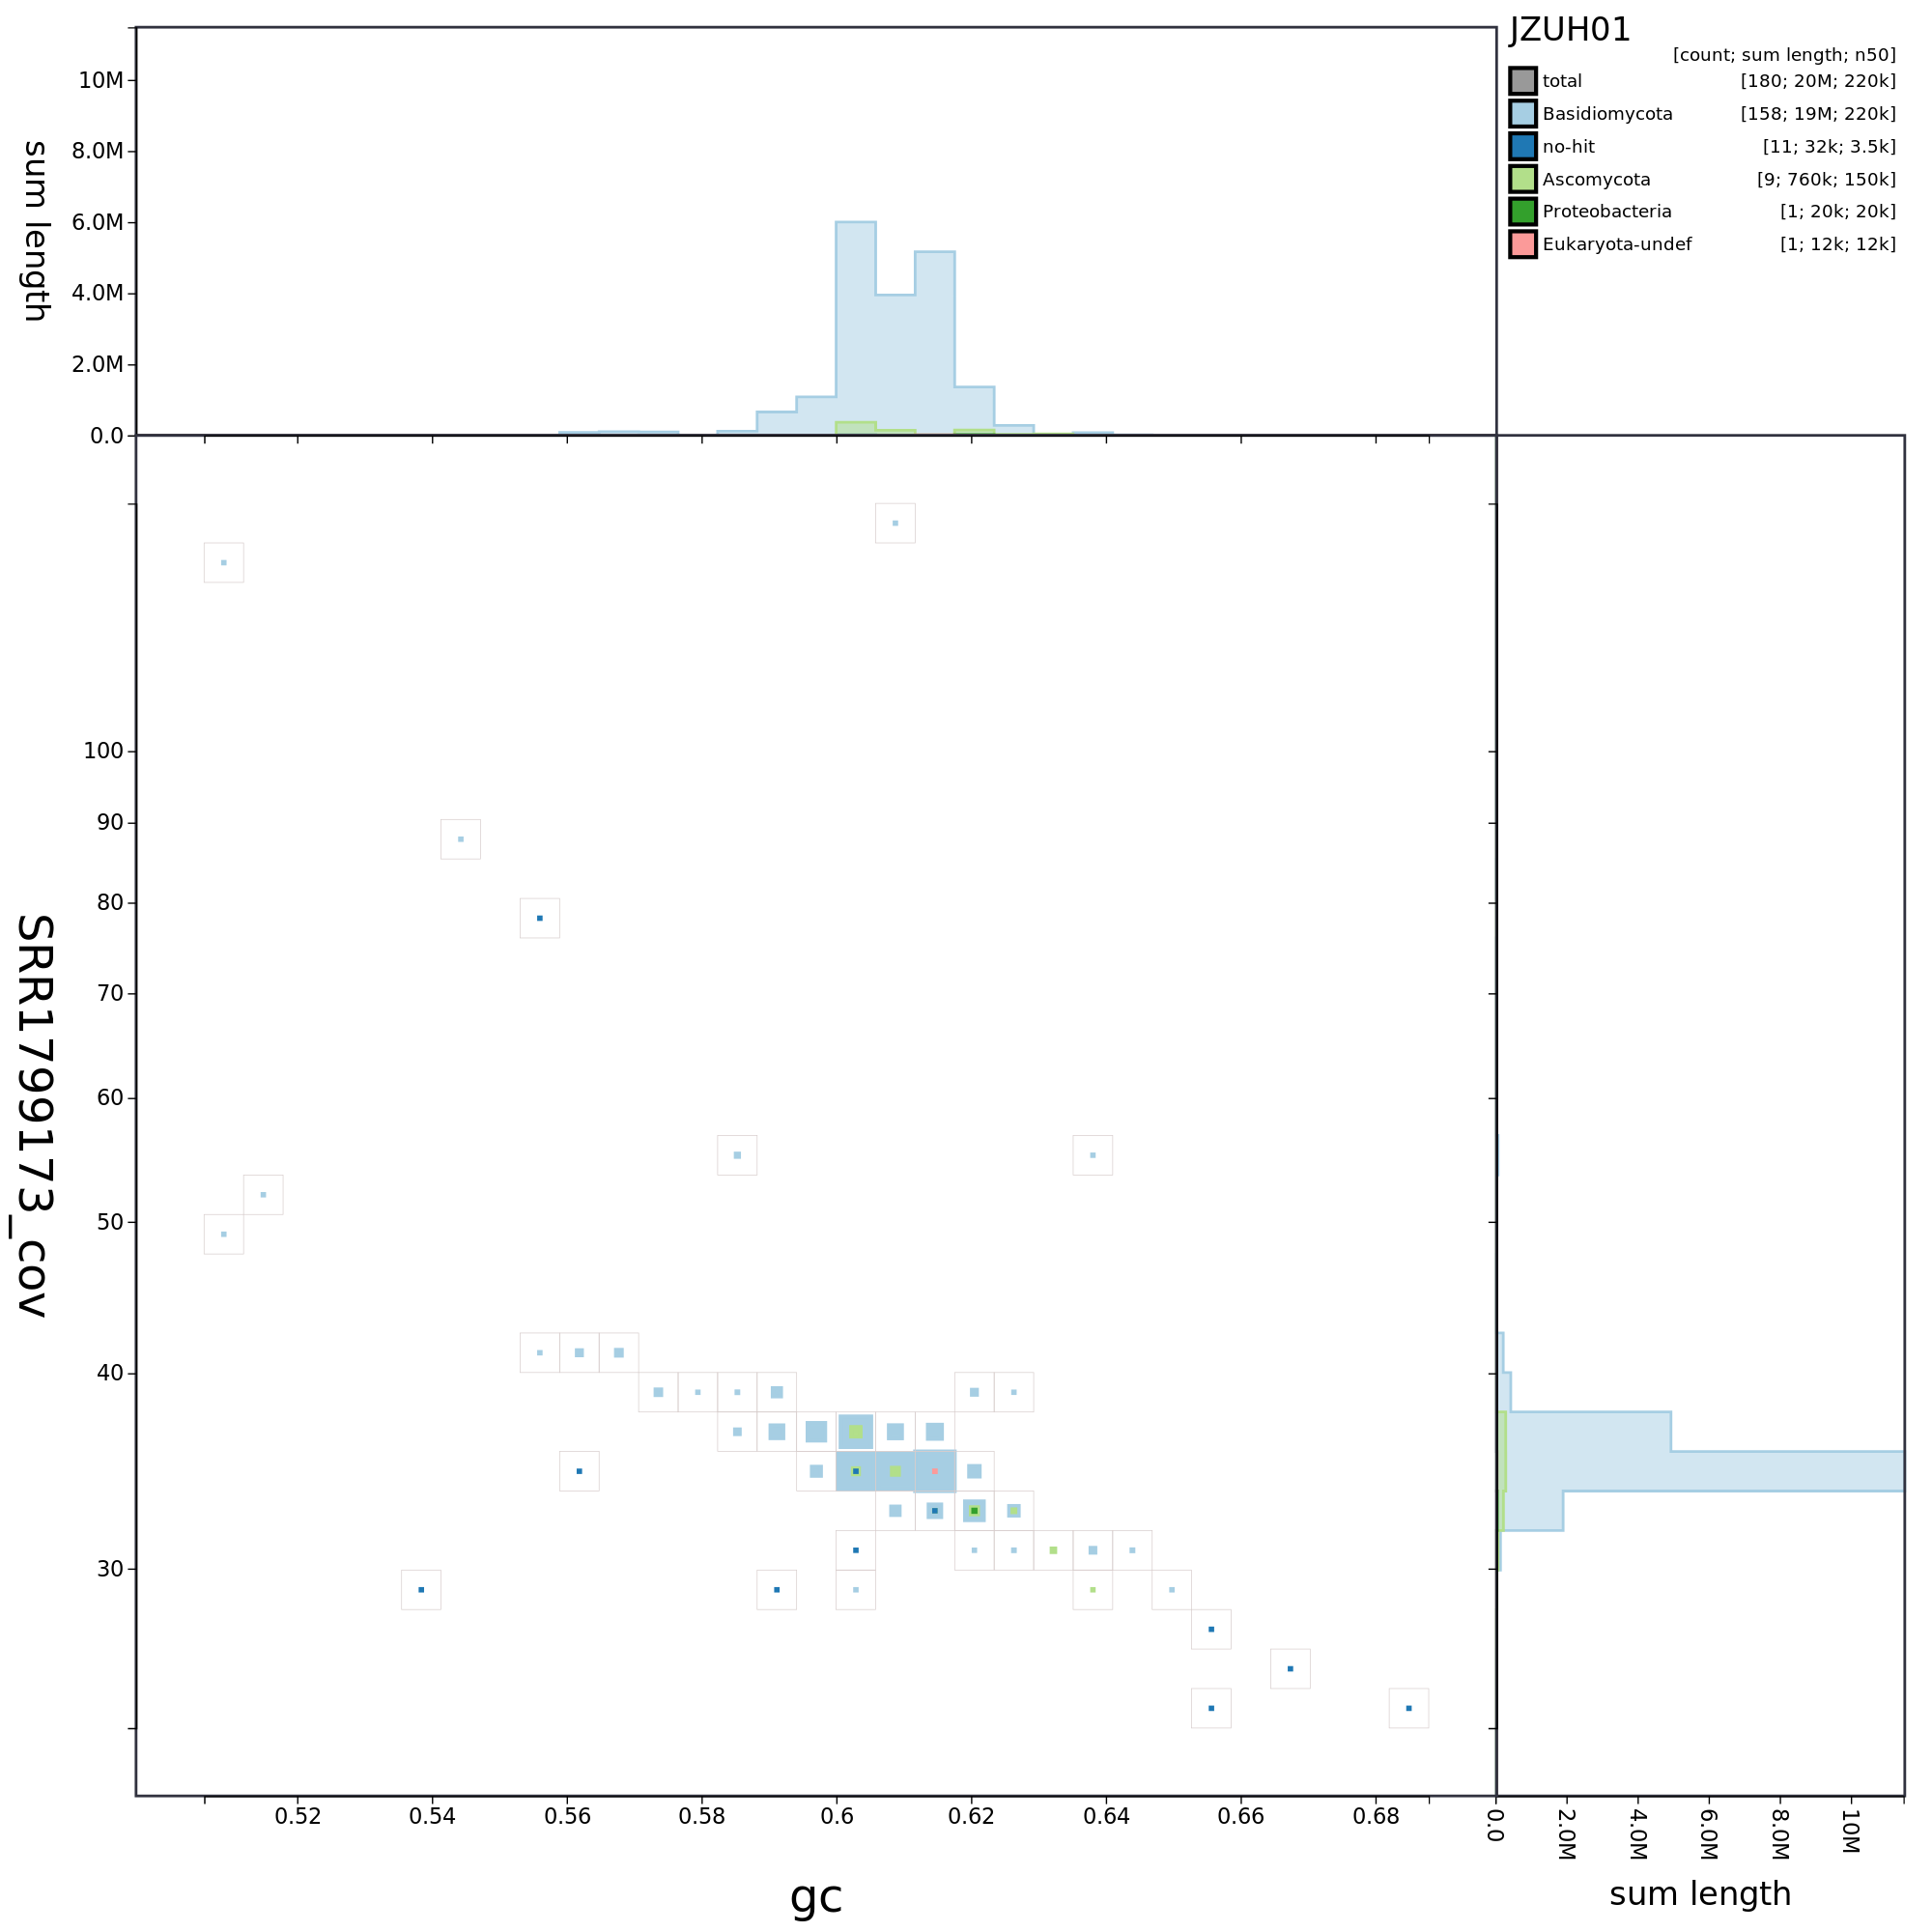 JZUH01
[count; sum length; n50]
total [180; 20M; 220k]
Basidiomycota [158; 19M; 220k]
no-hit [11; 32k; 3.5k]
Ascomycota [9; 760k; 150k]
Proteobacteria [1; 20k; 20k]
Eukaryota-undef [1; 12k; 12k]
sum length
10M
8.0M
6.0M
4.0M
2.0M
0.0
SRR1799173_cov
100
90
80
70
60
50
40
30
0.52 0.54 0.56 0.58 0.6 0.62 0.64 0.66 0.68
gc
0.0 2.0M 4.0M 6.0M 8.0M 10M
sum length